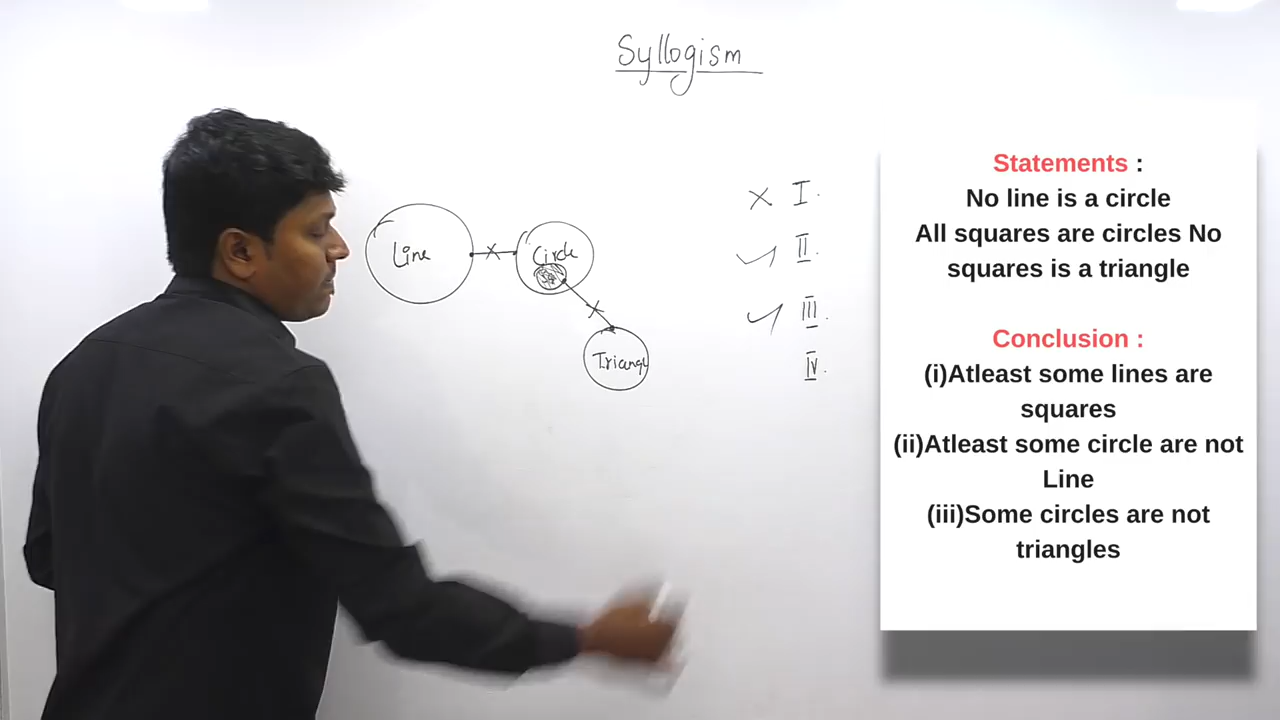 Syllogism
Line
Circle
Triangl
X I.
II.
III.
IV.
Statements :
No line is a circle
All squares are circles No
squares is a triangle
Conclusion :
(i)Atleast some lines are
squares
(ii)Atleast some circle are not
Line
(iii)Some circles are not
triangles